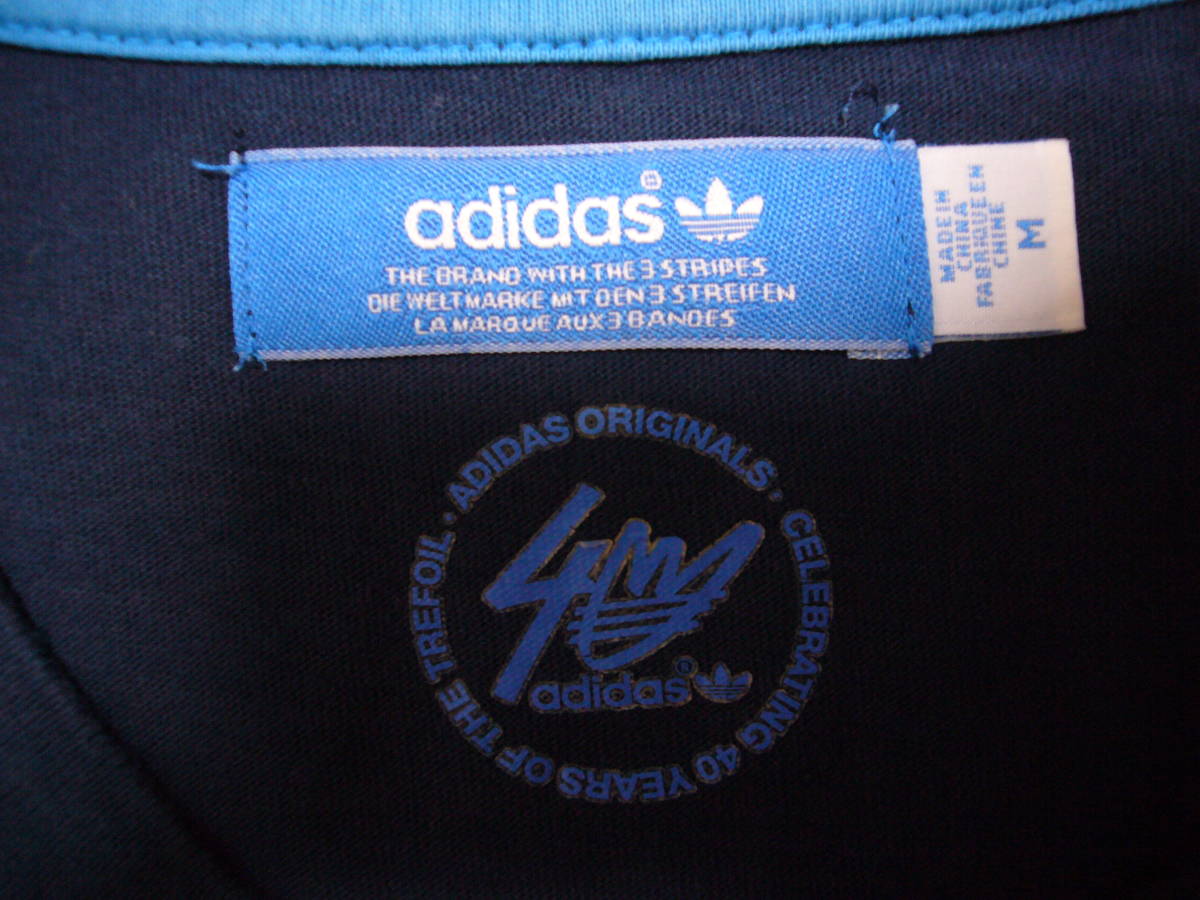 adidas®
THE BRAND WITH THE 3 STRIPES
DIE WELTMARKE MIT DEN 3 STREIFEN
LA MARQUE AUX 3 BANDES
MADE IN
CHINA
FABRIQUE EN
CHINE
M
ADIDAS ORIGINALS · CELEBRATING 40 YEARS OF THE TREFOIL ·
40
adidas®